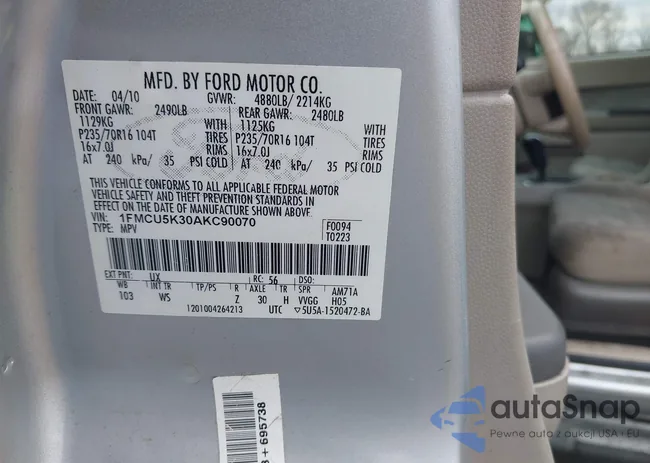 MFD. BY FORD MOTOR CO.
DATE: 04/10 GVWR: 4880LB/ 2214KG
FRONT GAWR: 2490LB REAR GAWR: 2480LB
1129KG WITH 1125KG WITH
P235/70R16 104T TIRES P235/70R16 104T TIRES
16x7.0J RIMS 16x7.0J RIMS
AT 240 kPa/ 35 PSI COLD AT 240 kPa/ 35 PSI COLD
THIS VEHICLE CONFORMS TO ALL APPLICABLE FEDERAL MOTOR
VEHICLE SAFETY AND THEFT PREVENTION STANDARDS IN
EFFECT ON THE DATE OF MANUFACTURE SHOWN ABOVE.
VIN: 1FMCU5K30AKC90070 F0094
TYPE: MPV T0223
EXT PNT: UX RC: 56 DSO:
WB INT TR TP/PS R AXLE TR SPR AM71A
103 WS Z 30 H VVGG H05
1201004264213 UTC ▽5U5A-1520472-BA
+ 695738
autoSnap
Pewne auto z aukcji USA i EU